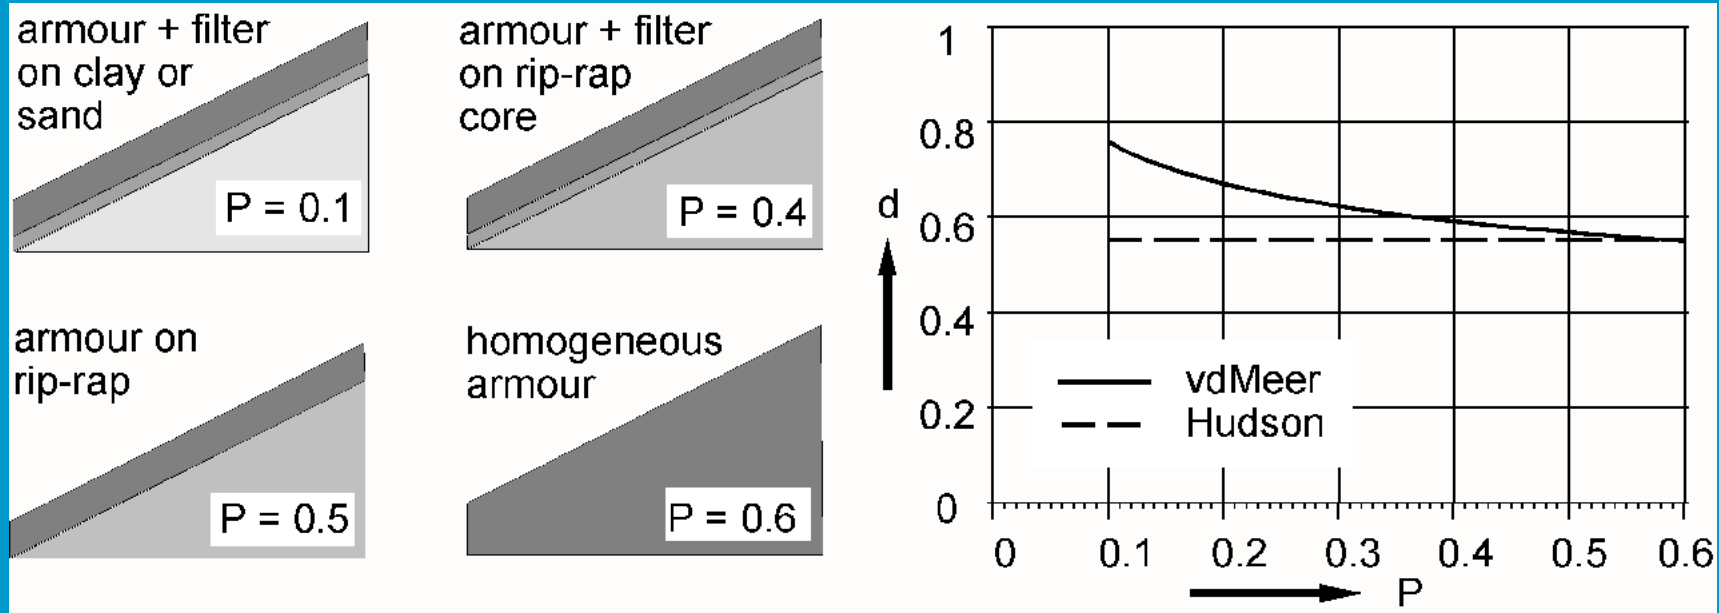 armour + filter
on clay or
sand
P = 0.1
armour + filter
on rip-rap
core
P = 0.4
armour on
rip-rap
P = 0.5
homogeneous
armour
P = 0.6
1
0.8
d
0.6
0.4
0.2
0
vdMeer
Hudson
0 0.1 0.2 0.3 0.4 0.5 0.6
P